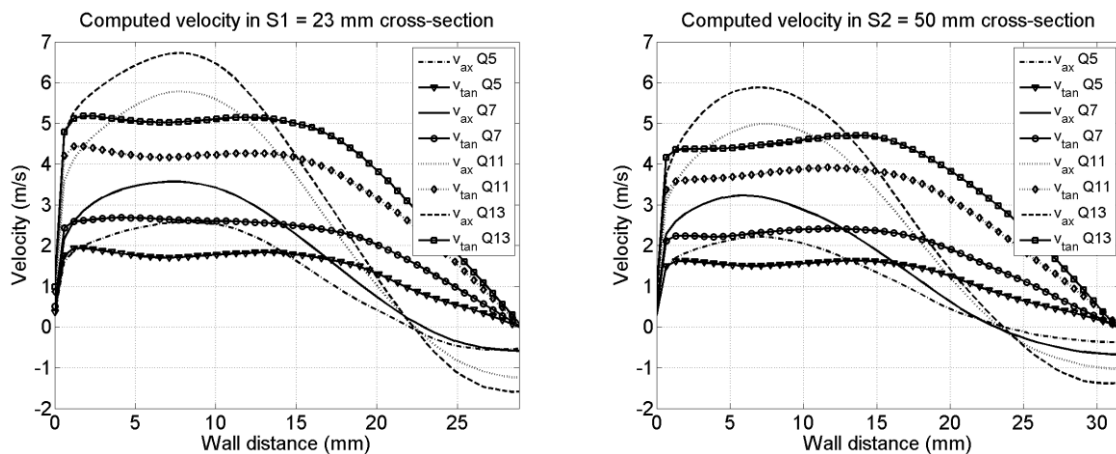 Computed velocity in S1 = 23 mm cross-section
Velocity (m/s)
7
6
5
4
3
2
1
0
-1
-2
v_ax Q5
v_tan Q5
v_ax Q7
v_tan Q7
v_ax Q11
v_tan Q11
v_ax Q13
v_tan Q13
0 5 10 15 20 25
Wall distance (mm)
Computed velocity in S2 = 50 mm cross-section
Velocity (m/s)
7
6
5
4
3
2
1
0
-1
-2
v_ax Q5
v_tan Q5
v_ax Q7
v_tan Q7
v_ax Q11
v_tan Q11
v_ax Q13
v_tan Q13
0 5 10 15 20 25 30
Wall distance (mm)